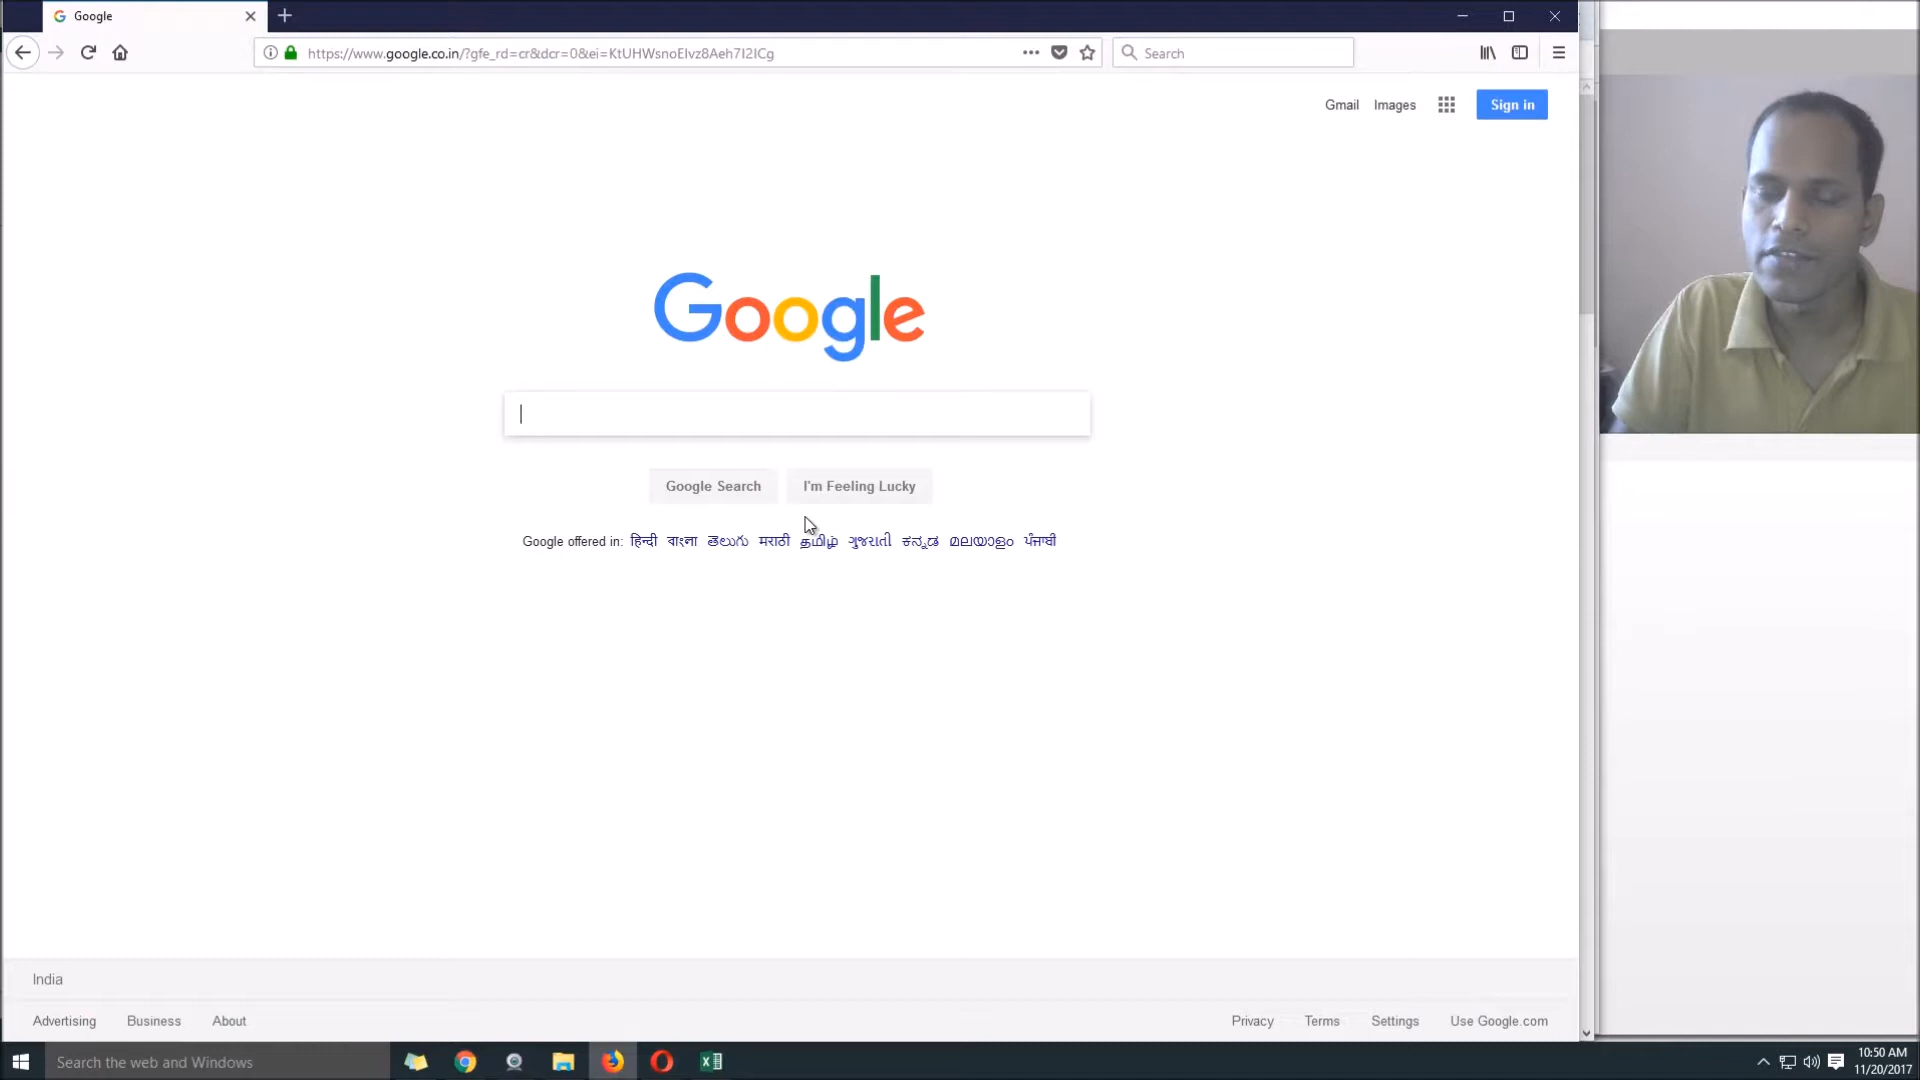 Google
https://www.google.co.in/?gfe_rd=cr&dcr=0&ei=KtUHWsnoEIvz8Aeh7I2ICg
Search
Gmail Images Sign in
Google
Google Search I'm Feeling Lucky
Google offered in: हिन्दी বাংলা తెలుగు मराठी தமிழ் ગુજરાતી ಕನ್ನಡ മലയാളം ਪੰਜਾਬੀ
India
Advertising Business About Privacy Terms Settings Use Google.com
Search the web and Windows
10:50 AM
11/20/2017